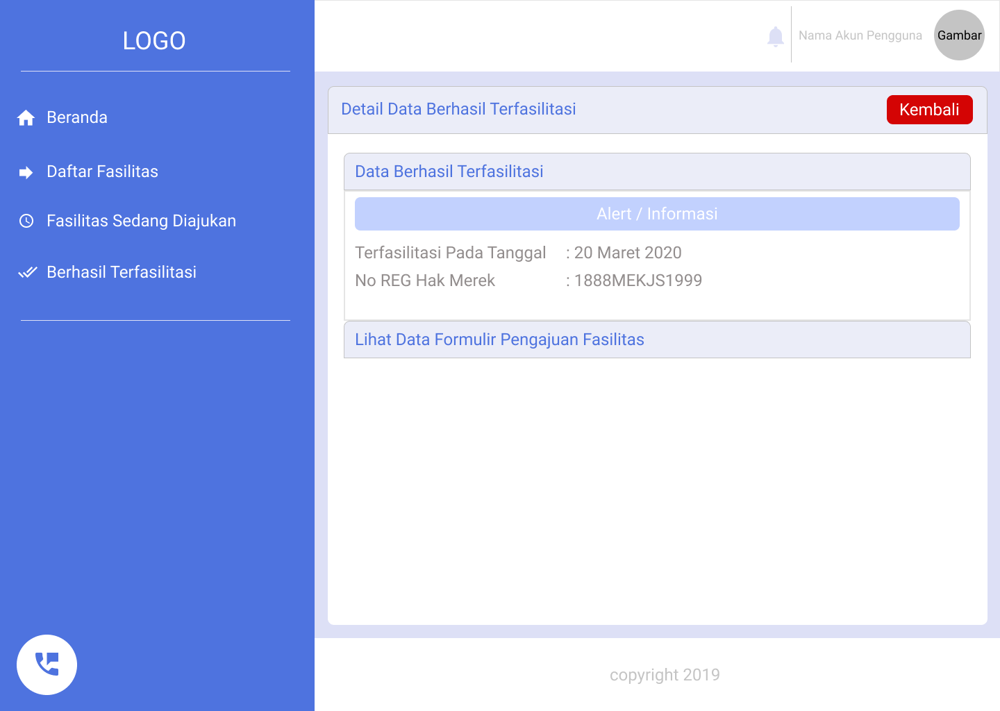 LOGO
Beranda
Daftar Fasilitas
Fasilitas Sedang Diajukan
Berhasil Terfasilitasi
Nama Akun Pengguna
Gambar
Detail Data Berhasil Terfasilitasi
Kembali
Data Berhasil Terfasilitasi
Alert / Informasi
Terfasilitasi Pada Tanggal : 20 Maret 2020
No REG Hak Merek : 1888MEKJS1999
Lihat Data Formulir Pengajuan Fasilitas
copyright 2019